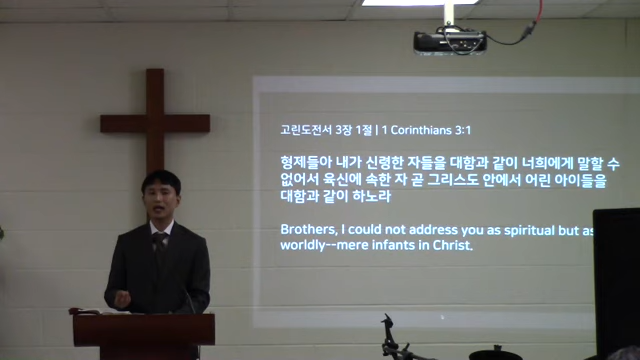 고린도전서 3장 1절 | 1 Corinthians 3:1
형제들아 내가 신령한 자들을 대함과 같이 너희에게 말할 수
없어서 육신에 속한 자 곧 그리스도 안에서 어린 아이들을
대함과 같이 하노라
Brothers, I could not address you as spiritual but as
worldly--mere infants in Christ.